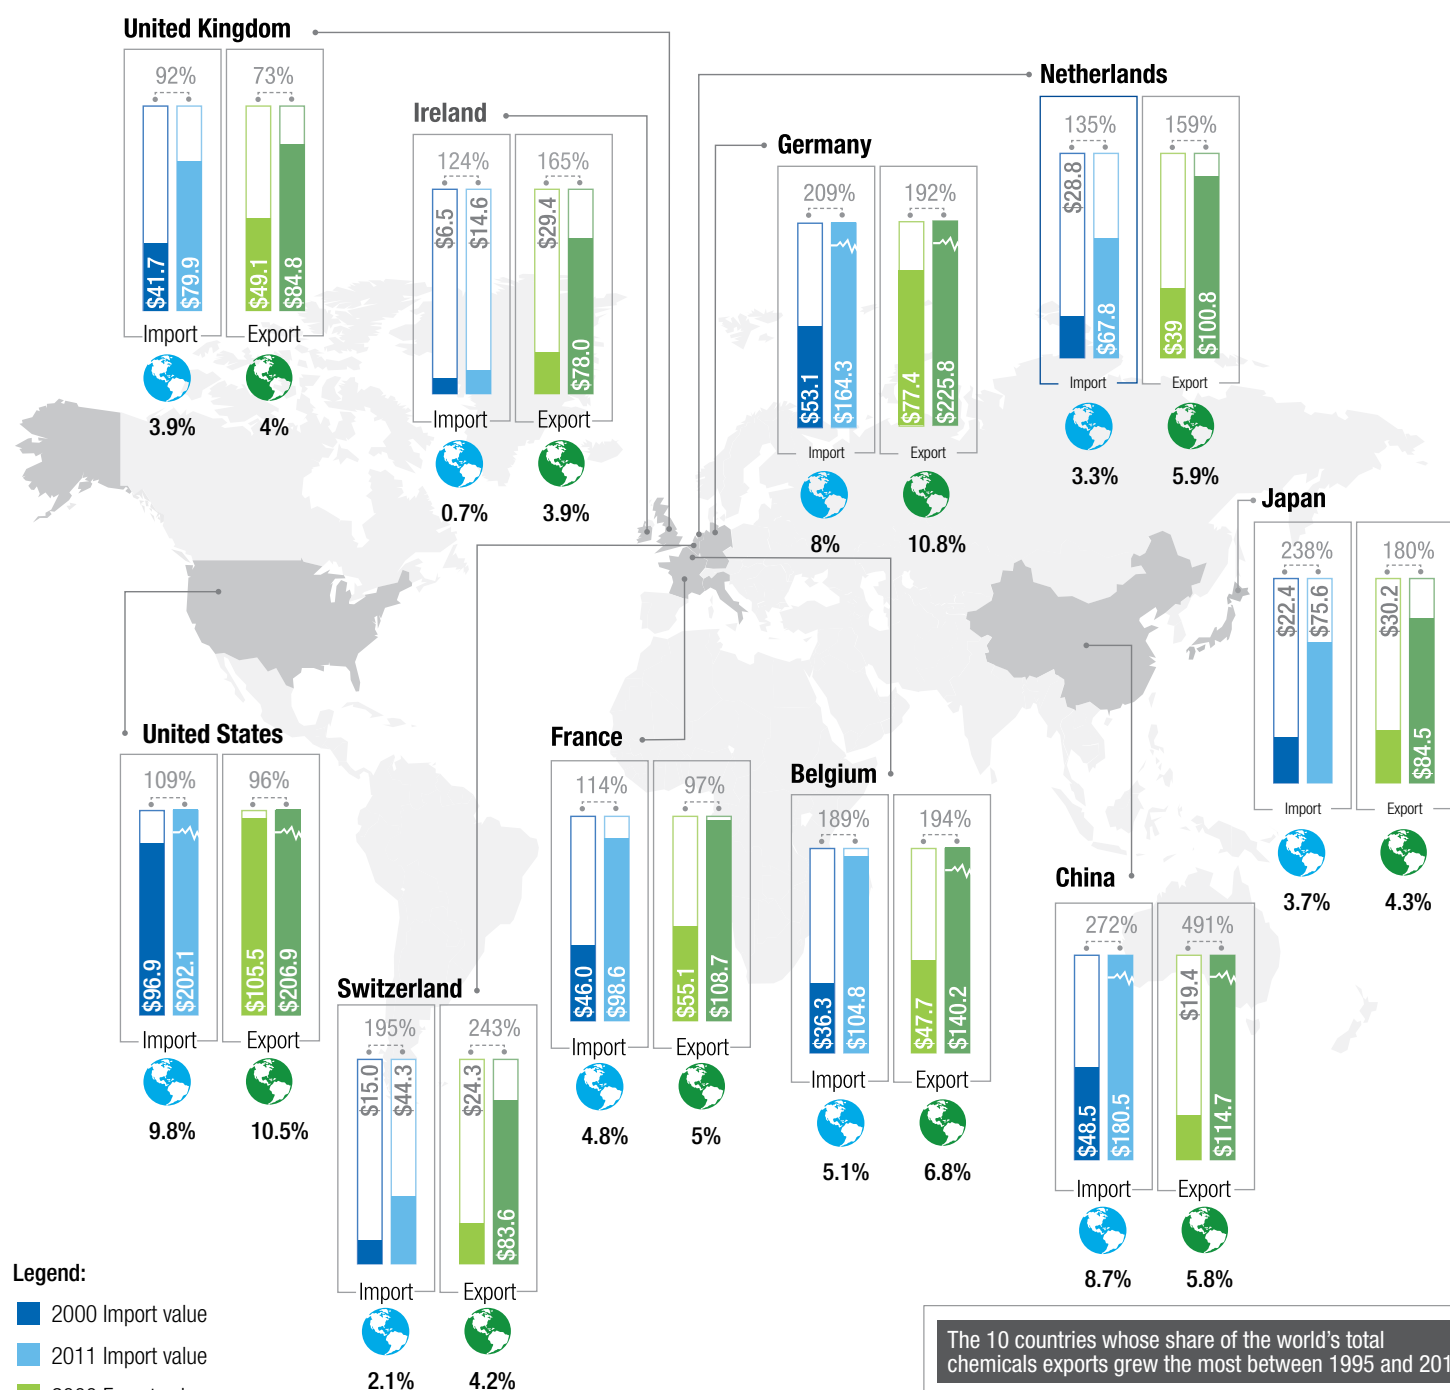 United Kingdom
92%
73%
$41.7
$79.9
$49.1
$84.8
Import
Export
3.9%
4%
Ireland
124%
165%
$6.5
$14.6
$29.4
$78.0
Import
Export
0.7%
3.9%
Germany
209%
192%
$53.1
$164.3
$77.4
$225.8
Import
Export
8%
10.8%
Netherlands
135%
159%
$28.8
$67.8
$39
$100.8
Import
Export
3.3%
5.9%
Japan
238%
180%
$22.4
$75.6
$30.2
$84.5
Import
Export
3.7%
4.3%
United States
109%
96%
$96.9
$202.1
$105.5
$206.9
Import
Export
9.8%
10.5%
France
114%
97%
$46.0
$98.6
$55.1
$108.7
Import
Export
4.8%
5%
Belgium
189%
194%
$36.3
$104.8
$47.7
$140.2
Import
Export
5.1%
6.8%
China
272%
491%
$48.5
$180.5
$19.4
$114.7
Import
Export
8.7%
5.8%
Switzerland
195%
243%
$15.0
$44.3
$24.3
$83.6
Import
Export
2.1%
4.2%
Legend:
2000 Import value
2011 Import value
The 10 countries whose share of the world's total
chemicals exports grew the most between 1995 and 201